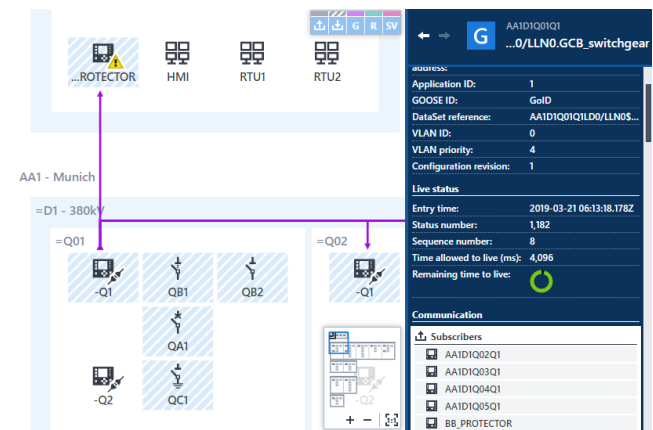 G R SV
...ROTECTOR HMI RTU1 RTU2
AA1 - Munich
=D1 - 380kV
=Q01
=Q02
-Q1 QB1 QB2 -Q1
QA1
-Q2 QC1 -Q2
+ −
G
AA1D1Q01Q1
...0/LLN0.GCB_switchgear
address:
Application ID: 1
GOOSE ID: GoID
DataSet reference: AA1D1Q01Q1LD0/LLN0$...
VLAN ID: 0
VLAN priority: 4
Configuration revision: 1
Live status
Entry time: 2019-03-21 06:13:18.178Z
Status number: 1,182
Sequence number: 8
Time allowed to live (ms): 4,096
Remaining time to live:
Communication
Subscribers
AA1D1Q02Q1
AA1D1Q03Q1
AA1D1Q04Q1
AA1D1Q05Q1
BB_PROTECTOR